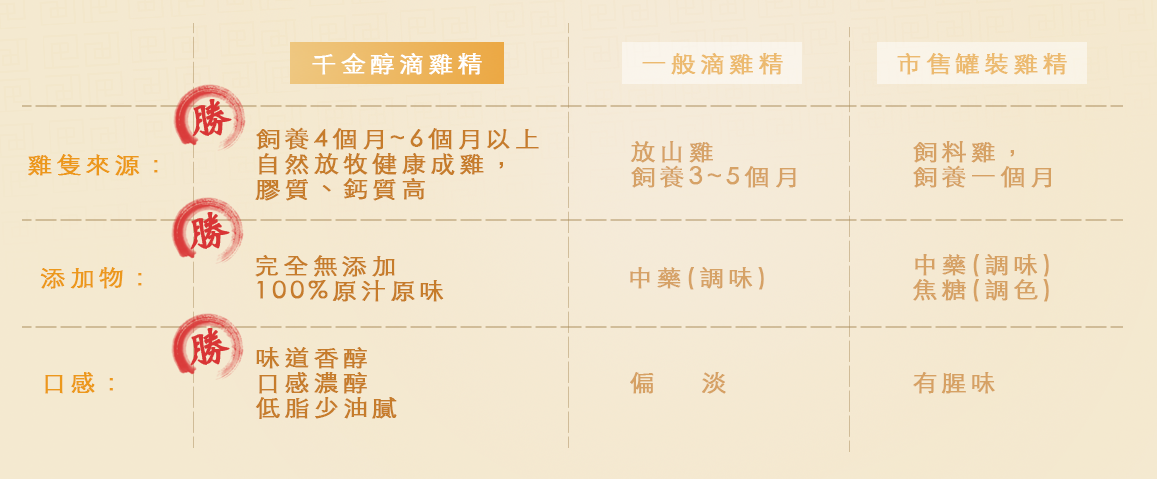 千金醇滴雞精
一般滴雞精
市售罐裝雞精
雞隻來源：
勝
飼養4個月~6個月以上
自然放牧健康成雞，
膠質、鈣質高
放山雞
飼養3~5個月
飼料雞，
飼養一個月
添加物：
勝
完全無添加
100%原汁原味
中藥(調味)
中藥(調味)
焦糖(調色)
口感：
勝
味道香醇
口感濃醇
低脂少油膩
偏　淡
有腥味